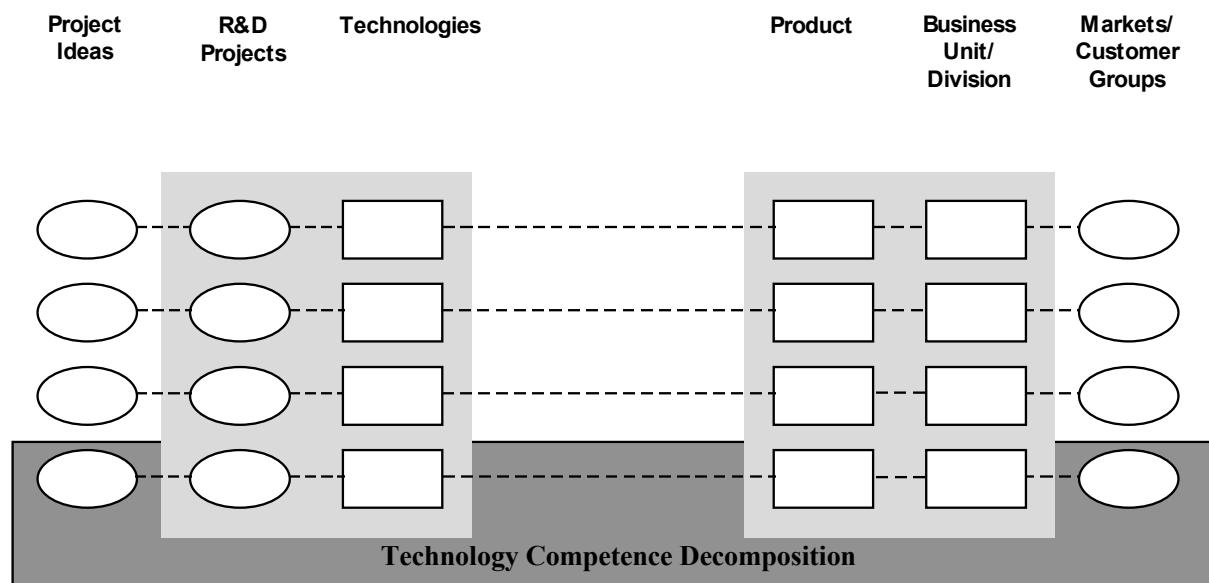 Project
Ideas
R&D
Projects
Technologies
Product
Business
Unit/
Division
Markets/
Customer
Groups
Technology Competence Decomposition